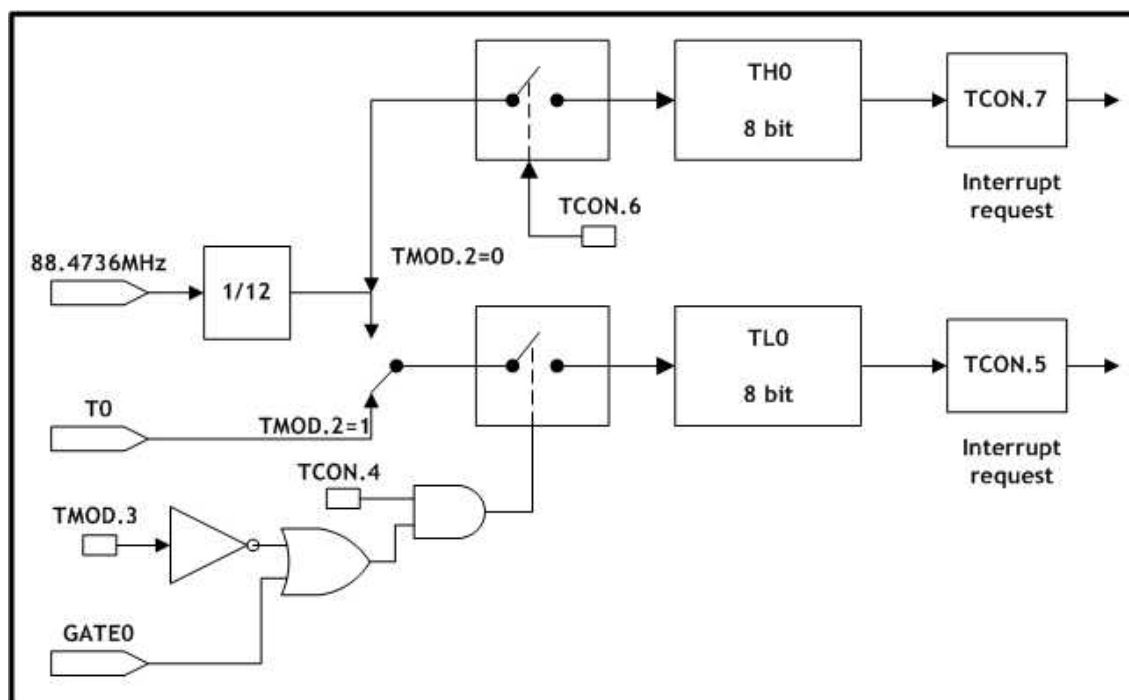 TH0
8 bit
TCON.7
Interrupt
request
TCON.6
TMOD.2=0
88.4736MHz
1/12
TL0
8 bit
TCON.5
Interrupt
request
T0
TMOD.2=1
TCON.4
TMOD.3
GATE0